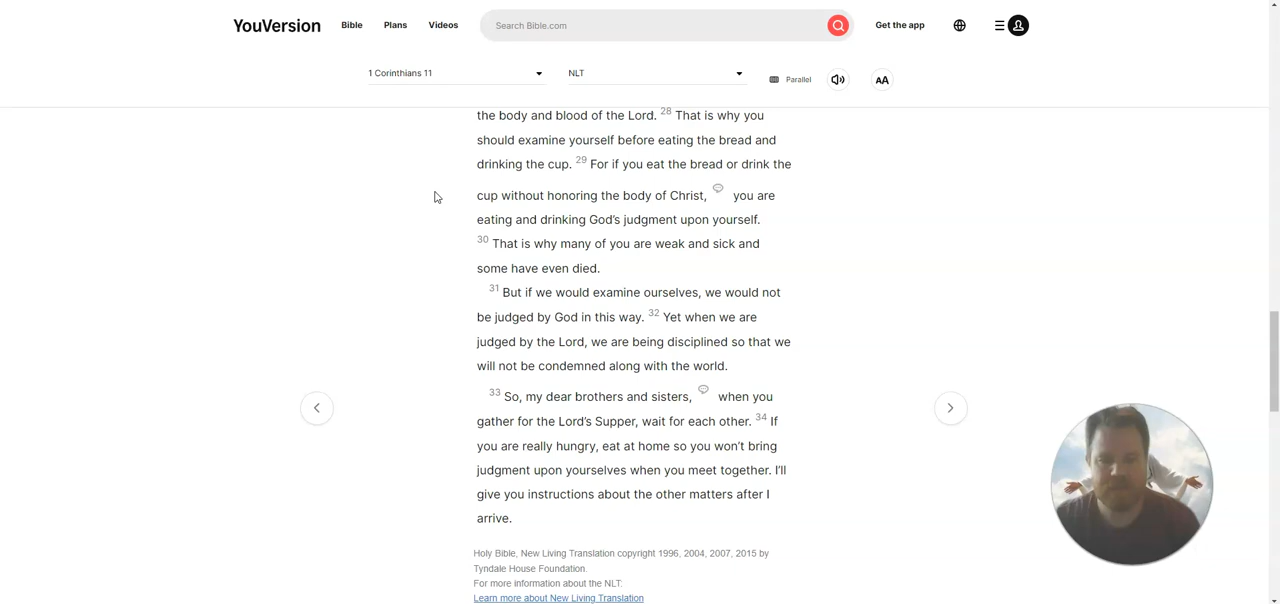 YouVersion
Bible
Plans
Videos
Search Bible.com
Get the app
1 Corinthians 11
NLT
Parallel
AA
the body and blood of the Lord. 28 That is why you
should examine yourself before eating the bread and
drinking the cup. 29 For if you eat the bread or drink the
cup without honoring the body of Christ, you are
eating and drinking God’s judgment upon yourself.
30 That is why many of you are weak and sick and
some have even died.
31 But if we would examine ourselves, we would not
be judged by God in this way. 32 Yet when we are
judged by the Lord, we are being disciplined so that we
will not be condemned along with the world.
33 So, my dear brothers and sisters, when you
gather for the Lord’s Supper, wait for each other. 34 If
you are really hungry, eat at home so you won’t bring
judgment upon yourselves when you meet together. I’ll
give you instructions about the other matters after I
arrive.
Holy Bible, New Living Translation copyright 1996, 2004, 2007, 2015 by
Tyndale House Foundation.
For more information about the NLT:
Learn more about New Living Translation